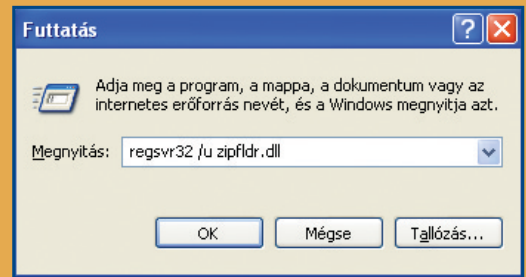 Futtatás
Adja meg a program, a mappa, a dokumentum vagy az
internetes erőforrás nevét, és a Windows megnyitja azt.
Megnyitás: regsvr32 /u zipfldr.dll
OK Mégse Tallózás...